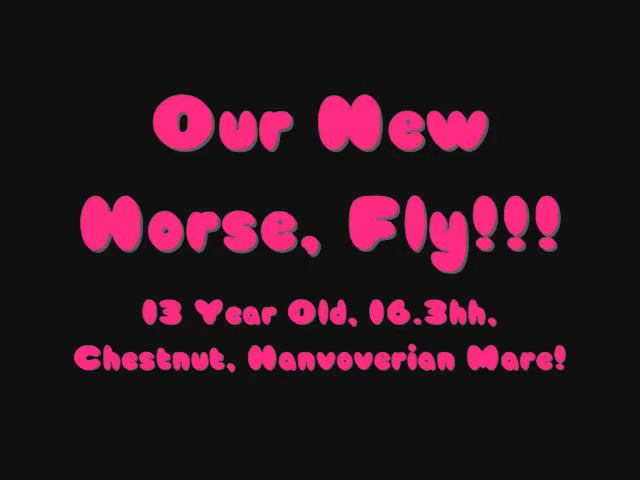 Our New
Horse, Fly!!!
13 Year Old, 16.3hh,
Chestnut, Hanvoverian Mare!